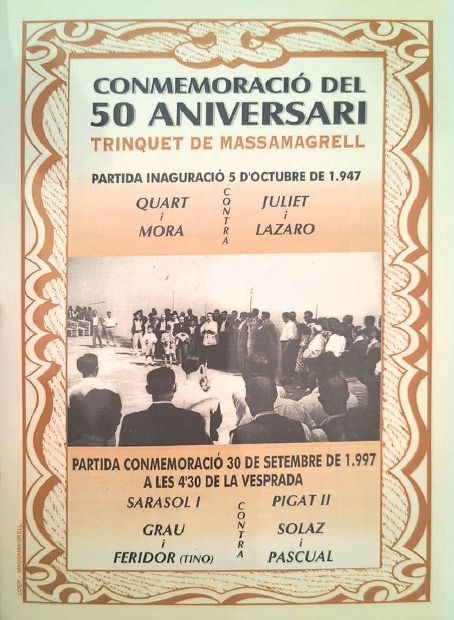 CONMEMORACIÓ DEL
50 ANIVERSARI
TRINQUET DE MASSAMAGRELL
PARTIDA INAGURACIÓ 5 D'OCTUBRE DE 1.947
QUART
i
MORA
CONTRA
JULIET
i
LAZARO
PARTIDA CONMEMORACIÓ 30 DE SETEMBRE DE 1.997
A LES 4'30 DE LA VESPRADA
SARASOL I
GRAU
i
FERIDOR (TINO)
CONTRA
PIGAT II
SOLAZ
i
PASCUAL
LITER - MASSAMAGRELL